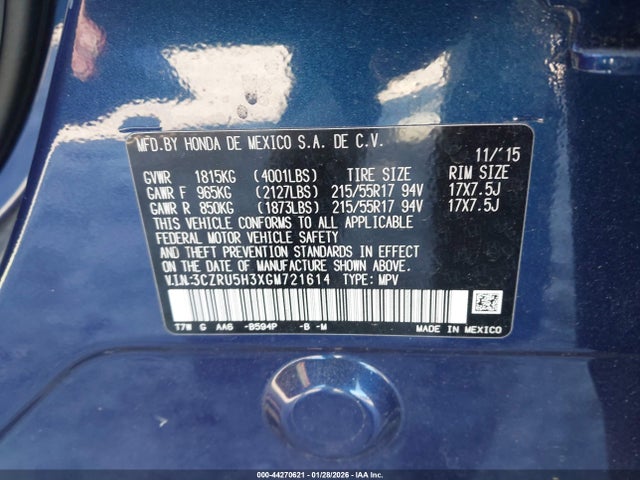 MFD.BY HONDA DE MEXICO S.A. DE C.V.
11/'15
GVWR 1815KG (4001LBS) TIRE SIZE RIM SIZE
GAWR F 965KG (2127LBS) 215/55R17 94V 17X7.5J
GAWR R 850KG (1873LBS) 215/55R17 94V 17X7.5J
THIS VEHICLE CONFORMS TO ALL APPLICABLE
FEDERAL MOTOR VEHICLE SAFETY
AND THEFT PREVENTION STANDARDS IN EFFECT
ON THE DATE OF MANUFACTURE SHOWN ABOVE.
V.I.N:3CZRU5H3XGM721614 TYPE: MPV
T7W G AA6 -B594P -B -M
MADE IN MEXICO
000-44270621 | 01/28/2026 | Copyright: IAA, Inc.